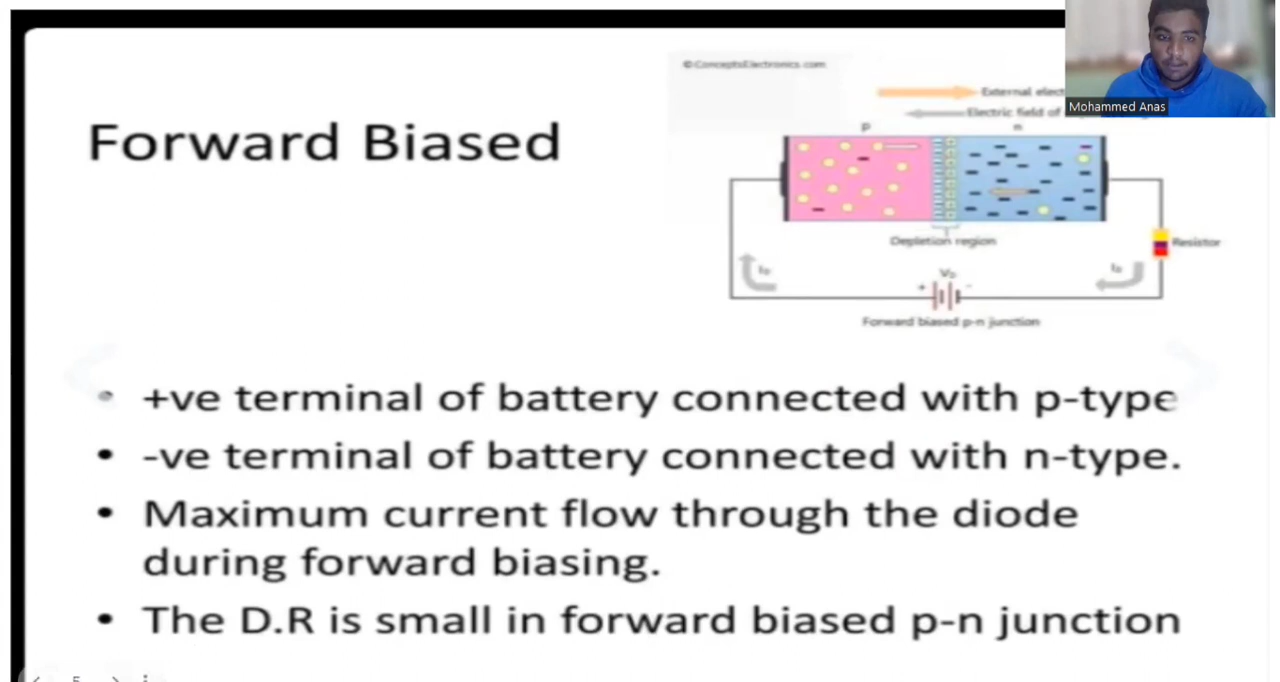 © ConceptsElectronics.com
External elect
Electric field of
Mohammed Anas
Forward Biased
p
n
Depletion region
Resistor
+
-
Forward biased p-n junction
• +ve terminal of battery connected with p-type
• -ve terminal of battery connected with n-type.
• Maximum current flow through the diode
during forward biasing.
• The D.R is small in forward biased p-n junction
5